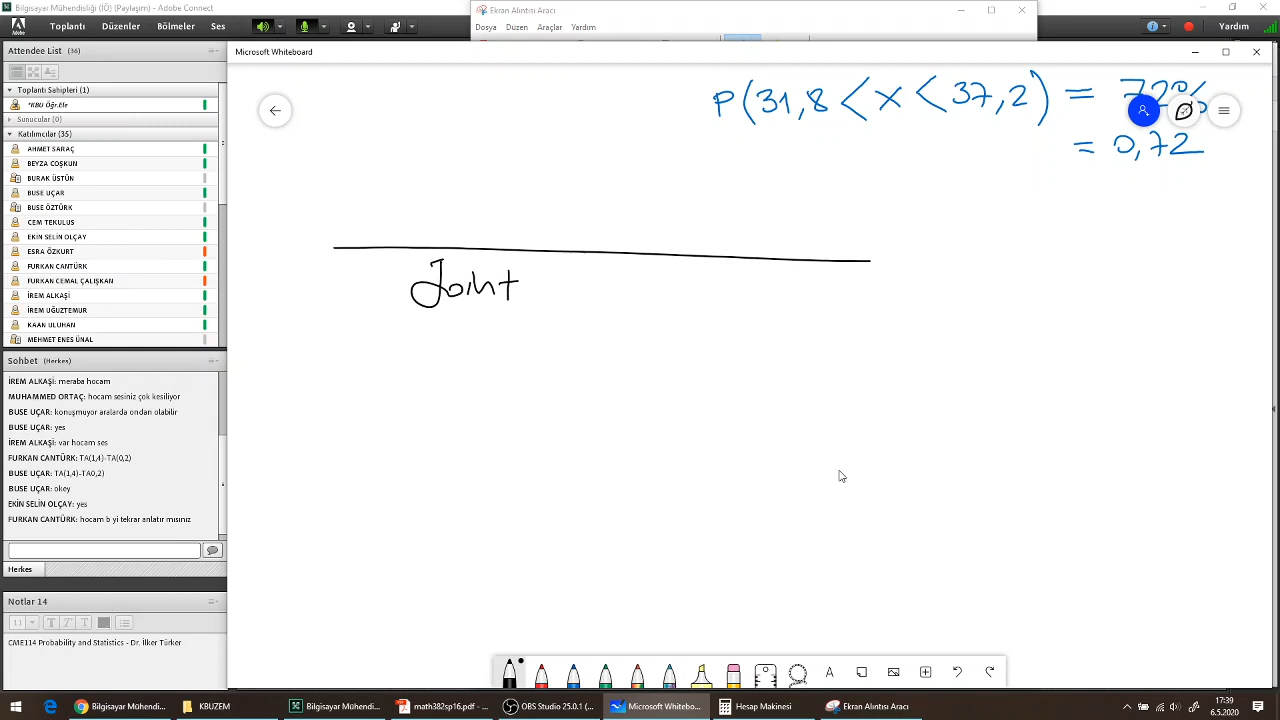 Bilgisayar Mühendisliği (İÖ) (Paylaşım) - Adobe Connect
Ekran Alıntısı Aracı
Adobe
Toplantı Düzenler Bölmeler Ses
Dosya Düzen Araçlar Yardım
Yardım
Attendee List (36)
Microsoft Whiteboard
Toplantı Sahipleri (1)
*KBU Öğr.Ele
Sunucular (0)
Katılımcılar (35)
AHMET SARAÇ
BEYZA COŞKUN
BURAK ÜSTÜN
BUSE UÇAR
BUSE ÖZTÜRK
CEM TEKULUS
EKİN SELİN OLÇAY
ESRA ÖZKURT
FURKAN CANTÜRK
FURKAN CEMAL ÇALIŞKAN
İREM ALKAŞİ
İREM UĞUZTEMUR
KAAN ULUHAN
MEHMET ENES ÜNAL
P(31,8 < x < 37,2) = 72%
= 0,72
Joint
Sohbet (Herkes)
İREM ALKAŞİ: meraba hocam
MUHAMMED ORTAÇ: hocam sesiniz çok kesiliyor
BUSE UÇAR: konuşmuyor aralarda ondan olabilir
BUSE UÇAR: yes
İREM ALKAŞİ: var hocam ses
FURKAN CANTÜRK: TA(1,4)-TA(0,2)
BUSE UÇAR: TA(1,4)-TA0,2)
BUSE UÇAR: okey
EKİN SELİN OLÇAY: yes
FURKAN CANTÜRK: hocam b yi tekrar anlatır mısınız
Herkes
Notlar 14
11
CME114 Probability and Statistics - Dr. İlker Türker
A
Bilgisayar Mühendi...
KRUZEM
Bilgisayar Mühendi...
math382sp16.pdf - ...
OBS Studio 25.0.1 (...
Microsoft Whitebo...
Hesap Makinesi
Ekran Alıntısı Aracı
17:39
6.5.2020